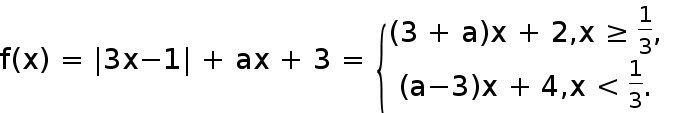 f(x) = |3x−1| + ax + 3 = { (3 + a)x + 2,x ≥ 1/3,
(a−3)x + 4,x < 1/3.